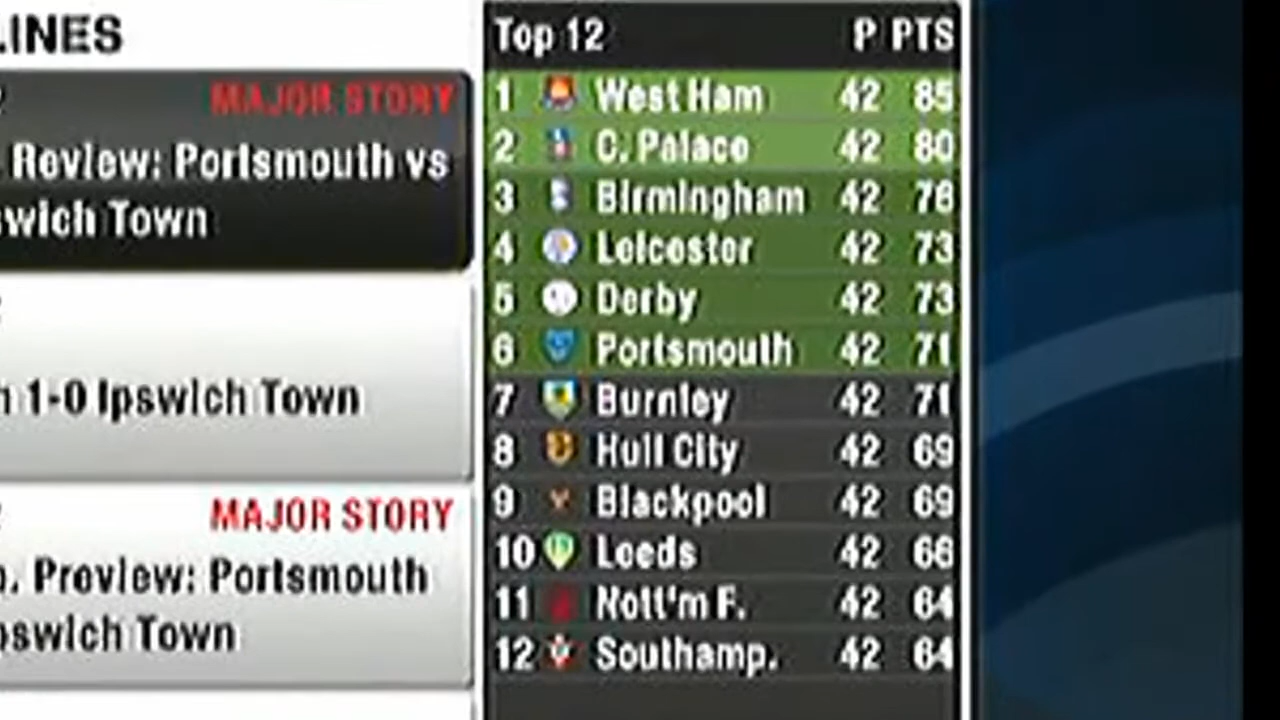 LINES
MAJOR STORY
Review: Portsmouth vs
swich Town
1-0 Ipswich Town
MAJOR STORY
. Preview: Portsmouth
pswich Town
Top 12 P PTS
1 West Ham 42 85
2 C. Palace 42 80
3 Birmingham 42
4 Leicester 42 73
5 Derby 42 73
6 Portsmouth 42 71
7 Burnley 42 71
8 Hull City 42 69
9 Blackpool 42 69
10 Leeds 42 66
11 Nott'm F. 42 64
12 Southamp. 42 64